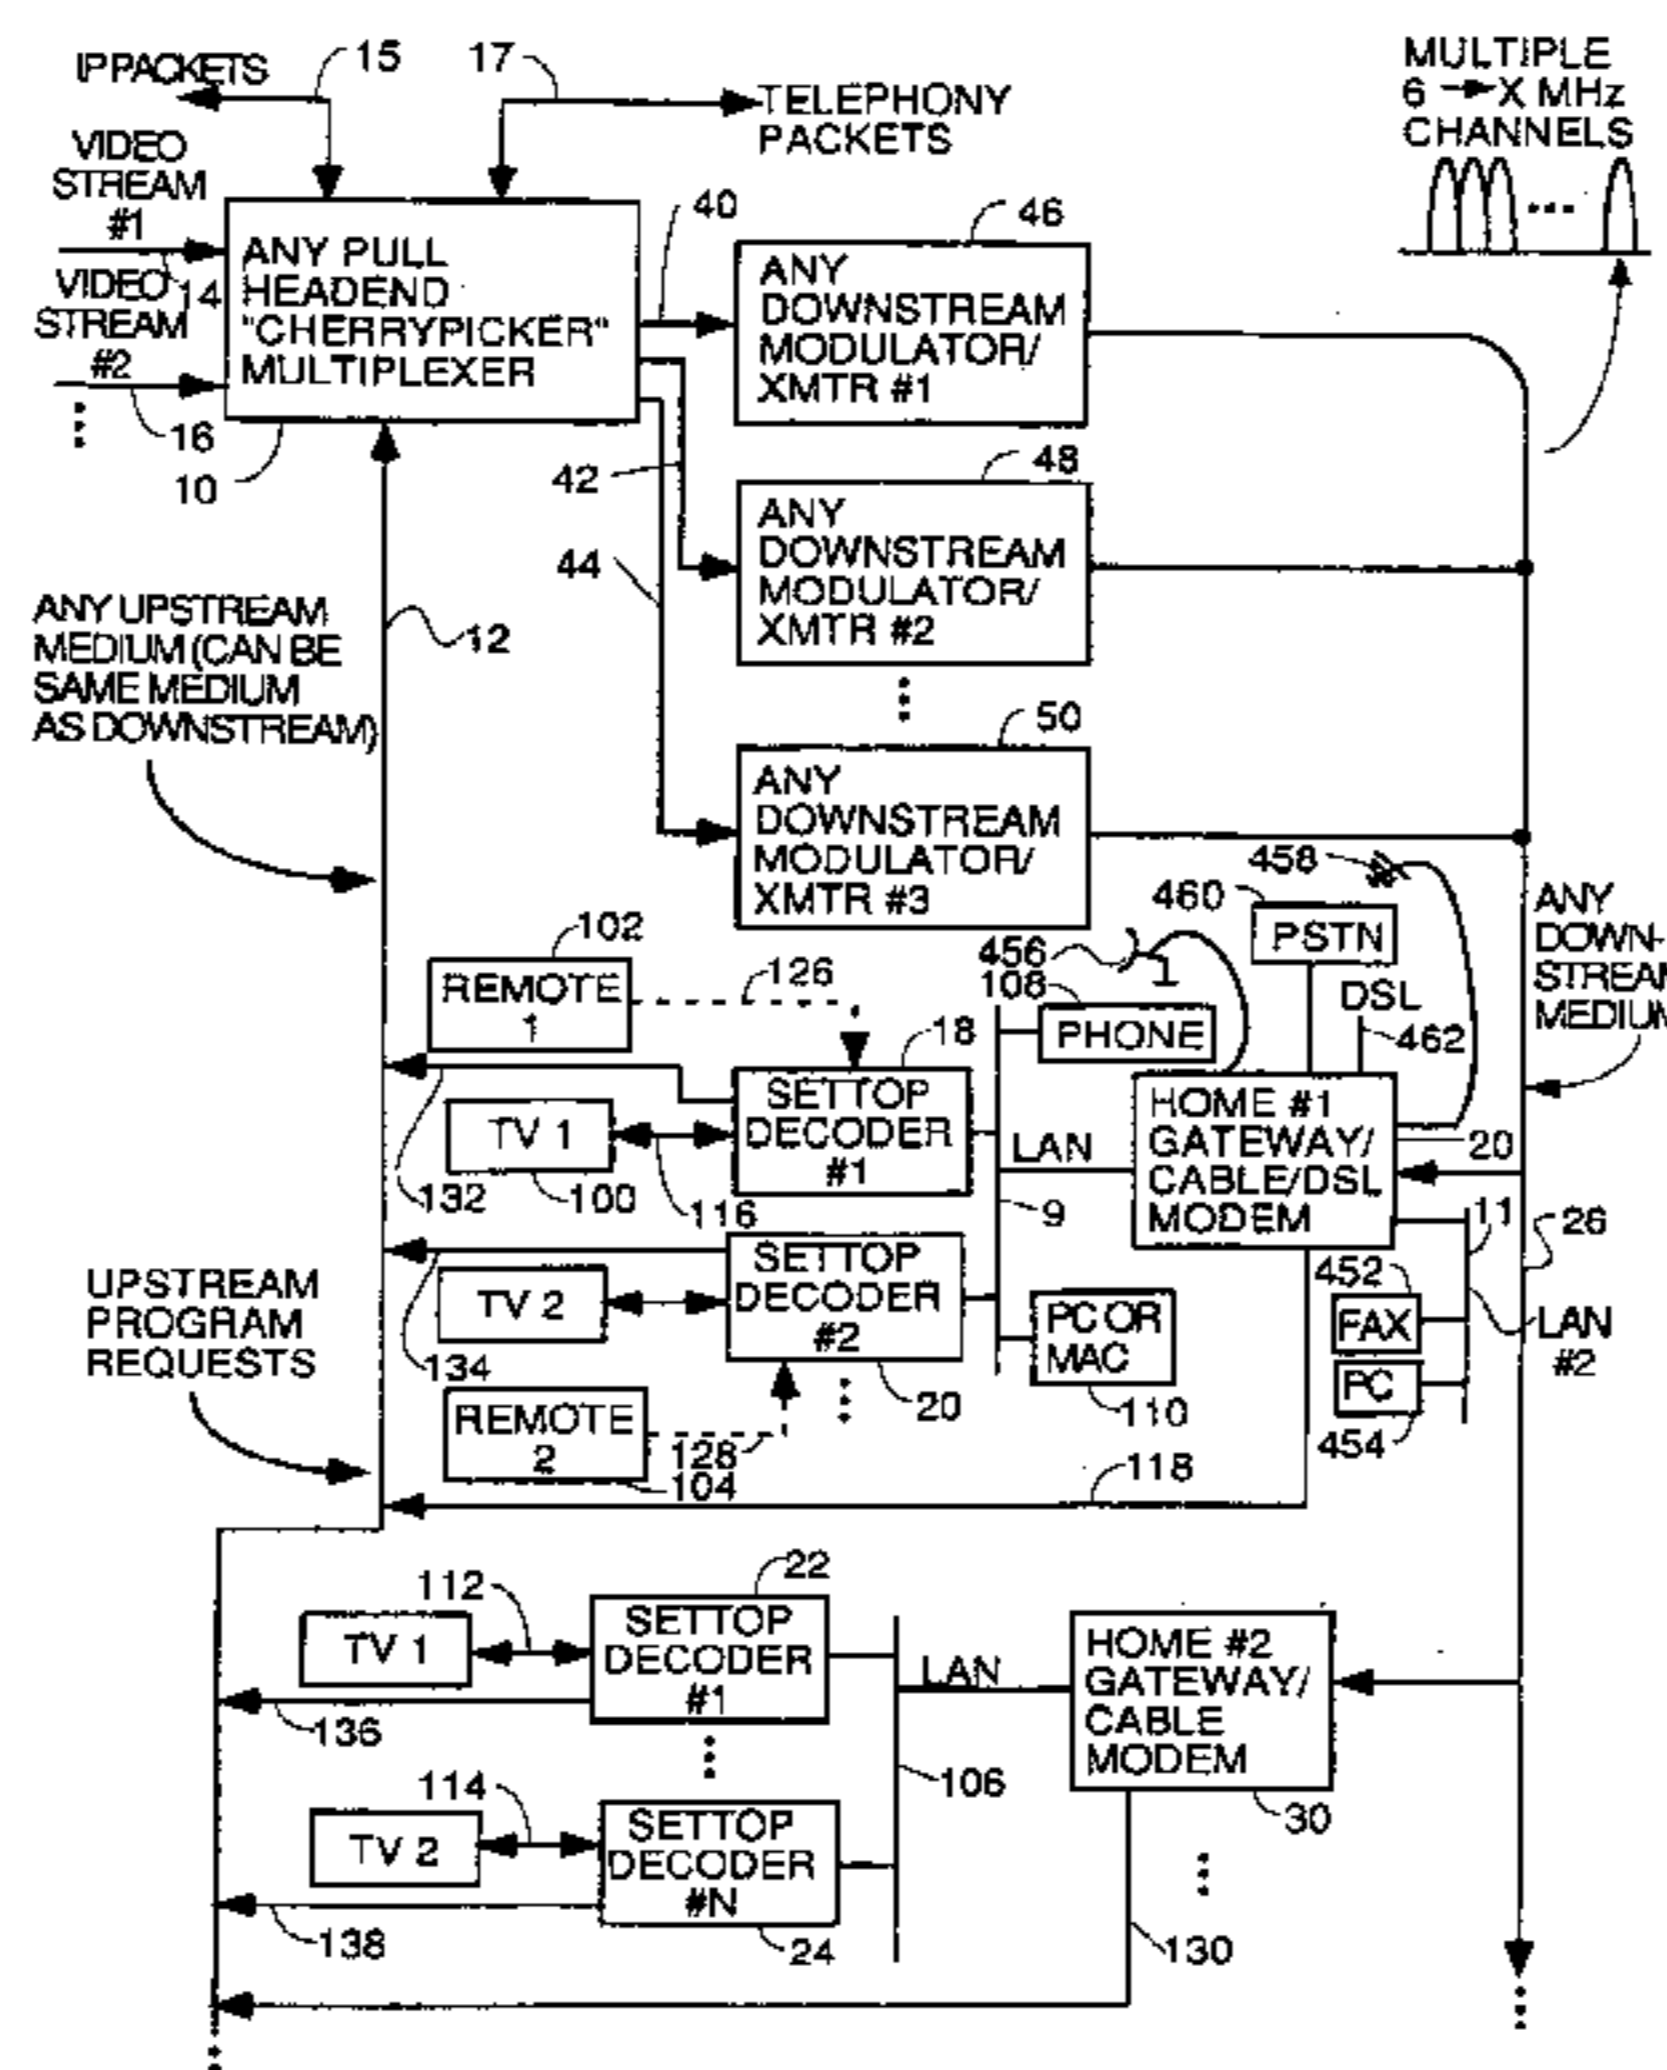 IP PACKETS
15
17
TELEPHONY
PACKETS
MULTIPLE
6 → X MHz
CHANNELS
VIDEO
STREAM
#1
14
VIDEO
STREAM
#2
16
10
ANY PULL
HEADEND
"CHERRYPICKER"
MULTIPLEXER
40
42
44
46
ANY
DOWNSTREAM
MODULATOR/
XMTR #1
48
ANY
DOWNSTREAM
MODULATOR/
XMTR #2
50
ANY
DOWNSTREAM
MODULATOR/
XMTR #3
ANY UPSTREAM
MEDIUM (CAN BE
SAME MEDIUM
AS DOWNSTREAM)
12
102
REMOTE
1
126
18
SETTOP
DECODER
#1
TV 1
100
116
132
456
108
PHONE
460
PSTN
458
DSL
462
ANY
DOWN-
STREAM
MEDIUM
HOME #1
GATEWAY/
CABLE/DSL
MODEM
20
LAN
9
11
26
LAN
#2
452
FAX
PC
454
SETTOP
DECODER
#2
20
TV 2
134
PC OR
MAC
110
REMOTE
2
128
104
118
UPSTREAM
PROGRAM
REQUESTS
22
112
TV 1
SETTOP
DECODER
#1
136
LAN
106
HOME #2
GATEWAY/
CABLE
MODEM
30
114
TV 2
SETTOP
DECODER
#N
24
138
130